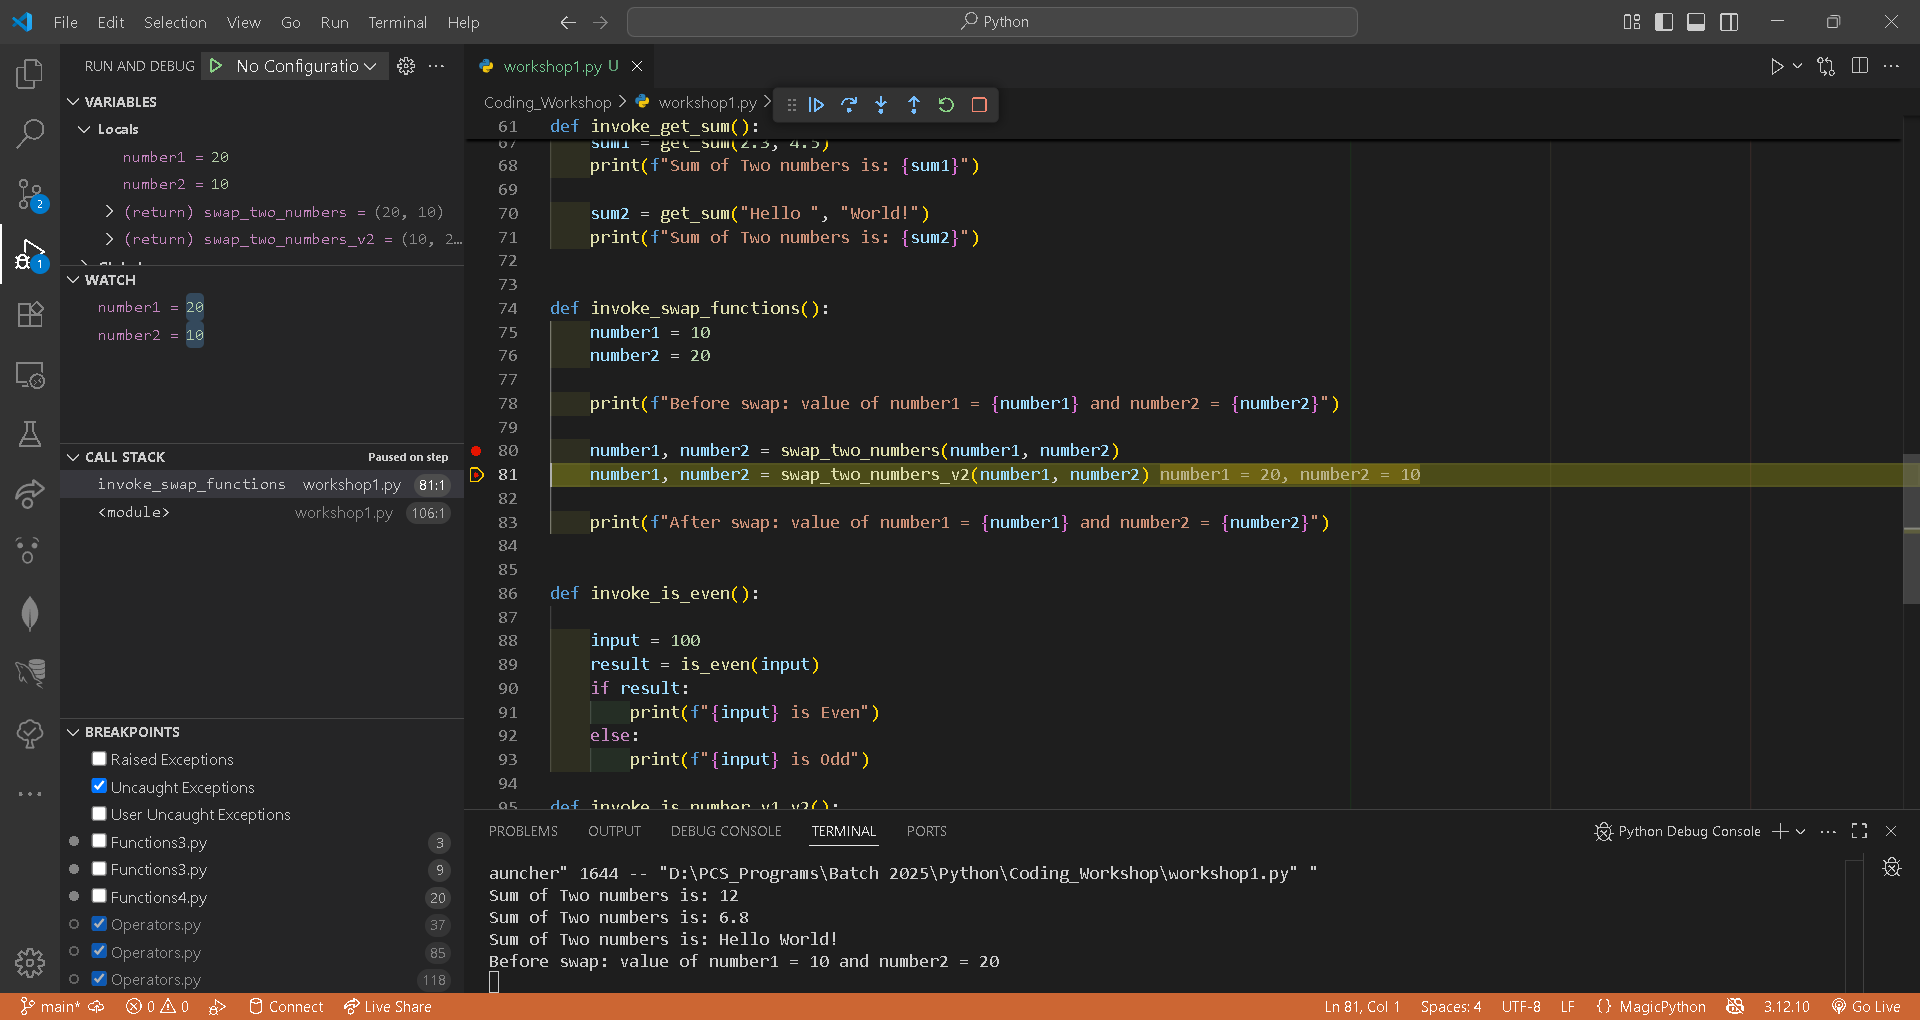 File Edit Selection View Go Run Terminal Help
Python
RUN AND DEBUG No Configuratio
VARIABLES
Locals
number1 = 20
number2 = 10
(return) swap_two_numbers = (20, 10)
(return) swap_two_numbers_v2 = (10, 2...
WATCH
number1 = 20
number2 = 10
CALL STACK Paused on step
invoke_swap_functions workshop1.py 81:1
<module> workshop1.py 106:1
BREAKPOINTS
Raised Exceptions
Uncaught Exceptions
User Uncaught Exceptions
Functions3.py 3
Functions3.py 9
Functions4.py 20
Operators.py 37
Operators.py 85
Operators.py 118
2
1
workshop1.py U
Coding_Workshop > workshop1.py >
61 def invoke_get_sum():
67 sum1 = get_sum(2.3, 4.5)
68 print(f"Sum of Two numbers is: {sum1}")
69
70 sum2 = get_sum("Hello ", "World!")
71 print(f"Sum of Two numbers is: {sum2}")
72
73
74 def invoke_swap_functions():
75 number1 = 10
76 number2 = 20
77
78 print(f"Before swap: value of number1 = {number1} and number2 = {number2}")
79
80 number1, number2 = swap_two_numbers(number1, number2)
81 number1, number2 = swap_two_numbers_v2(number1, number2) number1 = 20, number2 = 10
82
83 print(f"After swap: value of number1 = {number1} and number2 = {number2}")
84
85
86 def invoke_is_even():
87
88 input = 100
89 result = is_even(input)
90 if result:
91 print(f"{input} is Even")
92 else:
93 print(f"{input} is Odd")
94
95 def invoke_is_number_v1_v2():
PROBLEMS OUTPUT DEBUG CONSOLE TERMINAL PORTS
Python Debug Console
auncher" 1644 -- "D:\PCS_Programs\Batch 2025\Python\Coding_Workshop\workshop1.py" "
Sum of Two numbers is: 12
Sum of Two numbers is: 6.8
Sum of Two numbers is: Hello World!
Before swap: value of number1 = 10 and number2 = 20
main* 0 0 Connect Live Share
Ln 81, Col 1 Spaces: 4 UTF-8 LF {} MagicPython 3.12.10 Go Live